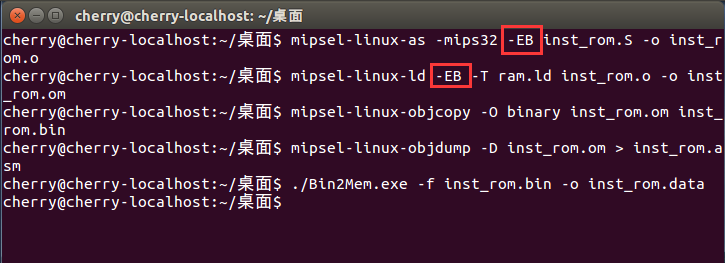 cherry@cherry-localhost: ~/桌面
cherry@cherry-localhost:~/桌面$ mipsel-linux-as -mips32 -EB inst_rom.S -o inst_r
om.o
cherry@cherry-localhost:~/桌面$ mipsel-linux-ld -EB -T ram.ld inst_rom.o -o inst
_rom.om
cherry@cherry-localhost:~/桌面$ mipsel-linux-objcopy -O binary inst_rom.om inst_
rom.bin
cherry@cherry-localhost:~/桌面$ mipsel-linux-objdump -D inst_rom.om > inst_rom.a
sm
cherry@cherry-localhost:~/桌面$ ./Bin2Mem.exe -f inst_rom.bin -o inst_rom.data
cherry@cherry-localhost:~/桌面$